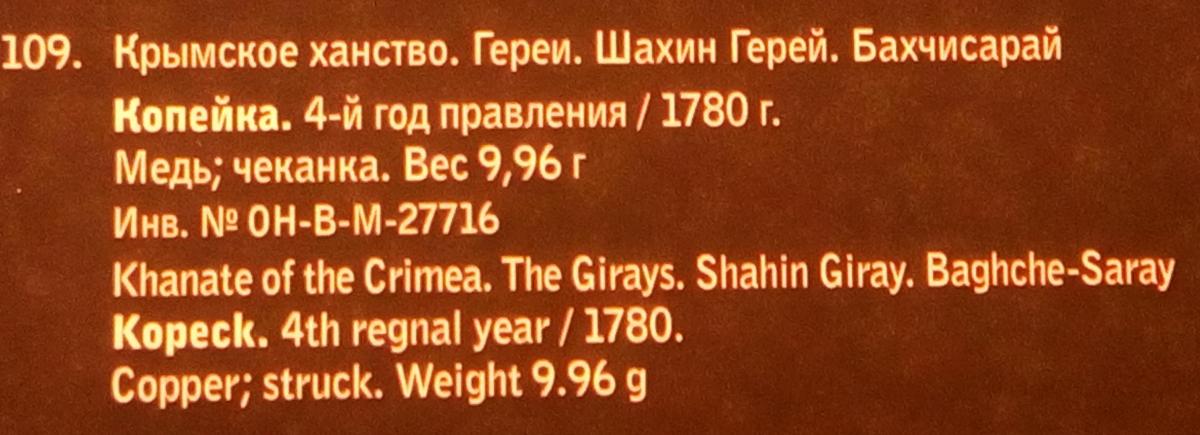 109. Крымское ханство. Гереи. Шахин Герей. Бахчисарай
Копейка. 4-й год правления / 1780 г.
Медь; чеканка. Вес 9,96 г
Инв. № ОН-В-М-27716
Khanate of the Crimea. The Girays. Shahin Giray. Baghche-Saray
Kopeck. 4th regnal year / 1780.
Copper; struck. Weight 9.96 g